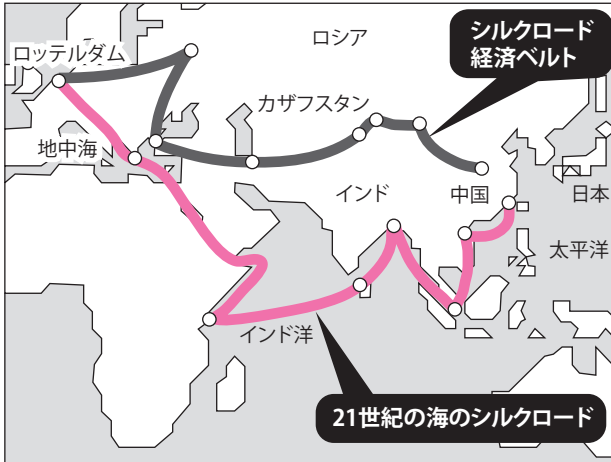 ロシア
シルクロード
経済ベルト
ロッテルダム
カザフスタン
地中海
インド
中国
日本
太平洋
インド洋
21世紀の海のシルクロード